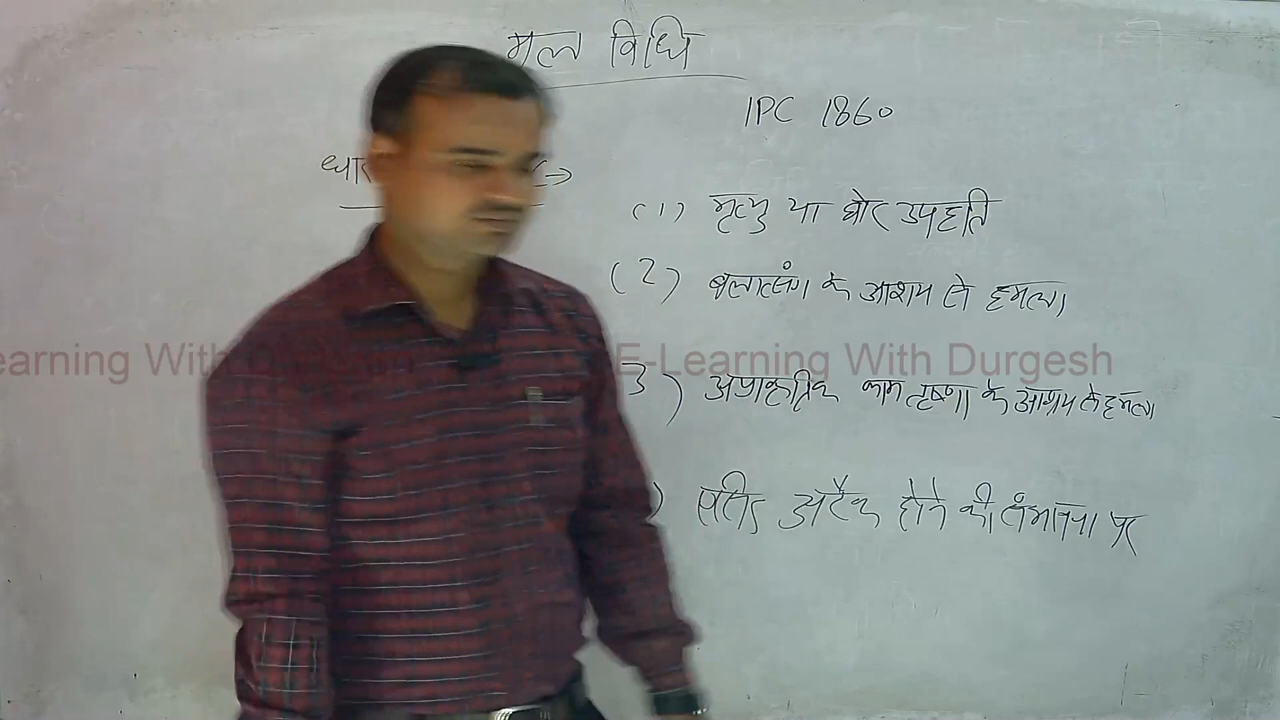 मूल विधि
IPC 1860
धार
(1) मृत्यु या घोर उपहति
(2) बलात्संग के आशय से हमला
3) अप्राकृतिक काम तृष्णा के आशय से हमला
earning With D E-Learning With Durgesh
) एसिड अटैक होने की संभावना पर